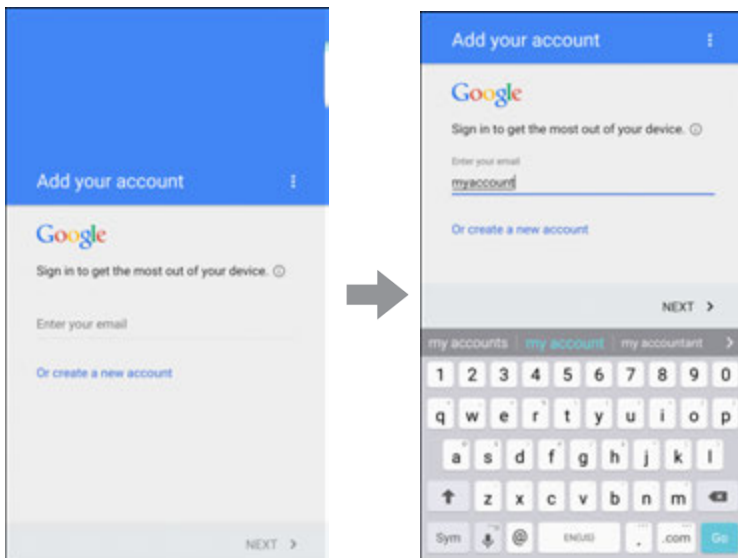 Add your account
Google
Sign in to get the most out of your device.
Enter your email
Or create a new account
NEXT >
Add your account
Google
Sign in to get the most out of your device.
Enter your email
myaccount
Or create a new account
NEXT >
my accounts my account my accountant >
1 2 3 4 5 6 7 8 9 0
q w e r t y u i o p
a s d f g h j k l
z x c v b n m
Sym @ EN(US) . .com Go